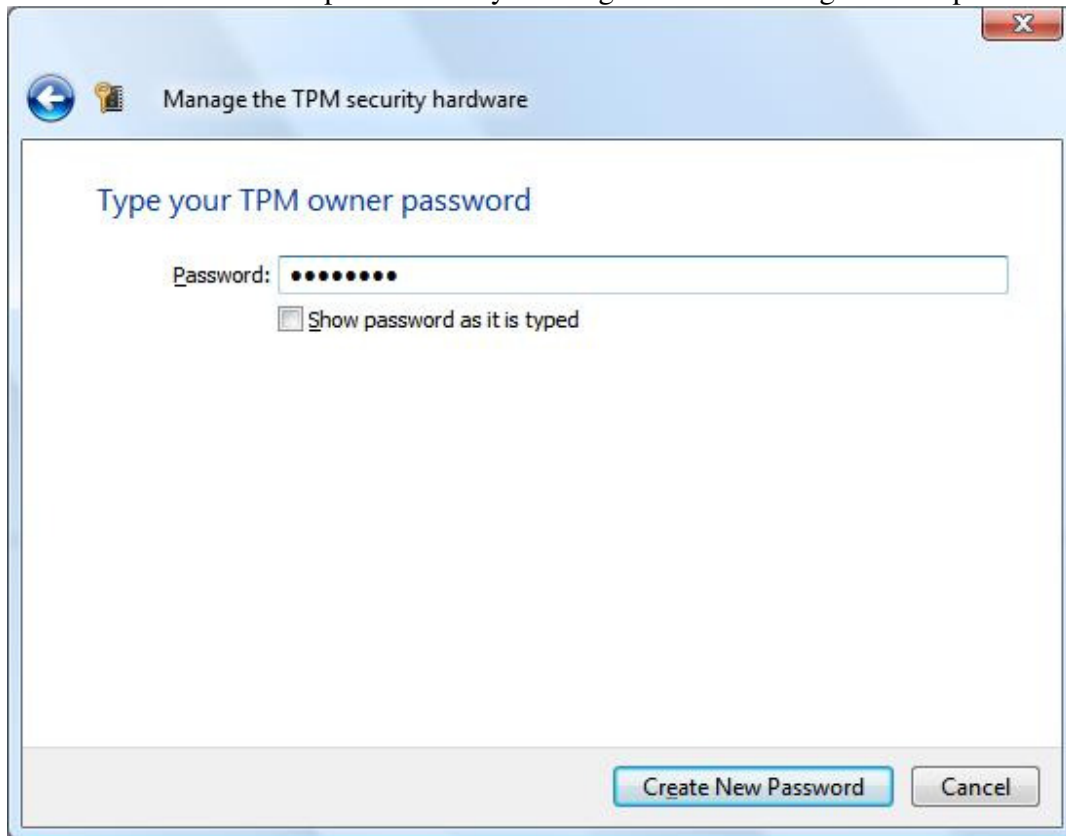 Manage the TPM security hardware
Type your TPM owner password
Password: ••••••••
Show password as it is typed
Create New Password
Cancel